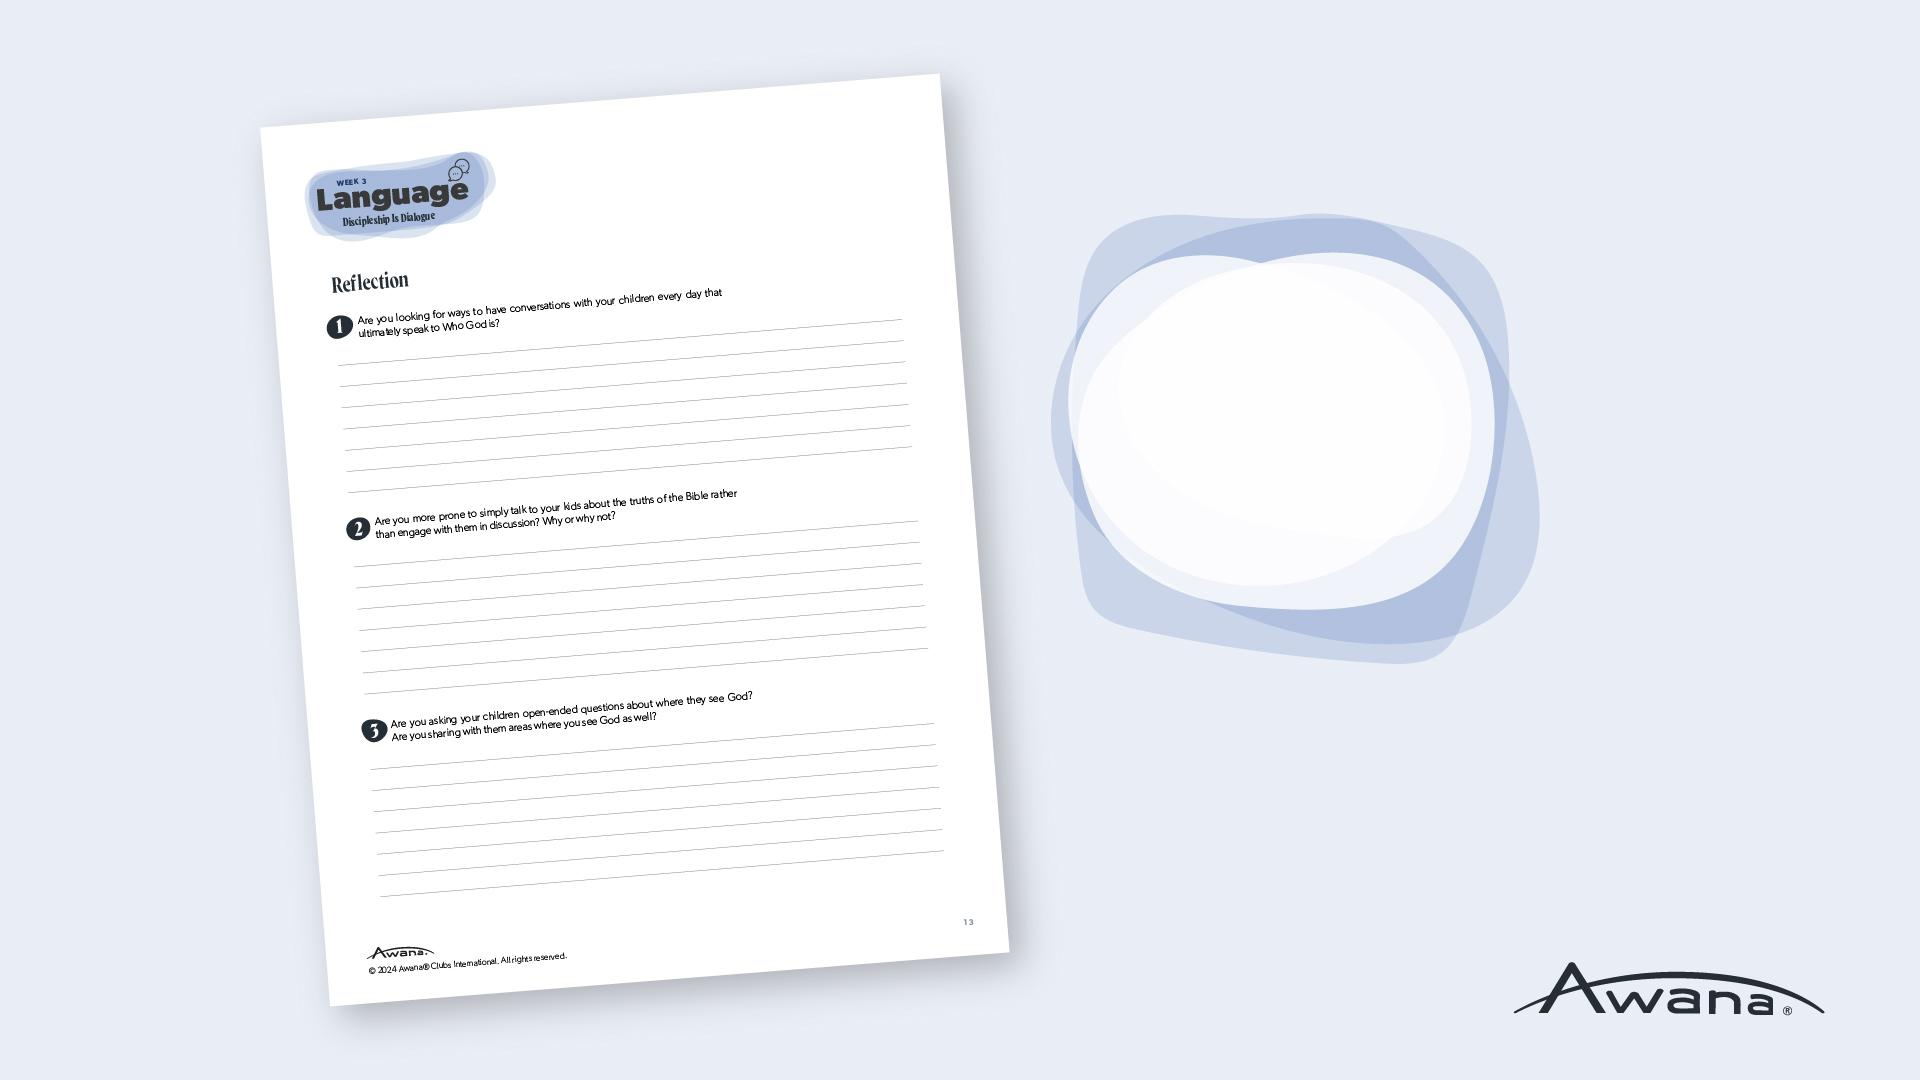 WEEK 3
Language
Discipleship Is Dialogue
Reflection
1 Are you looking for ways to have conversations with your children every day that
ultimately speak to Who God is?
2 Are you more prone to simply talk to your kids about the truths of the Bible rather
than engage with them in discussion? Why or why not?
3 Are you asking your children open-ended questions about where they see God?
Are you sharing with them areas where you see God as well?
13
Awana.
© 2024 Awana® Clubs International. All rights reserved.
Awana®